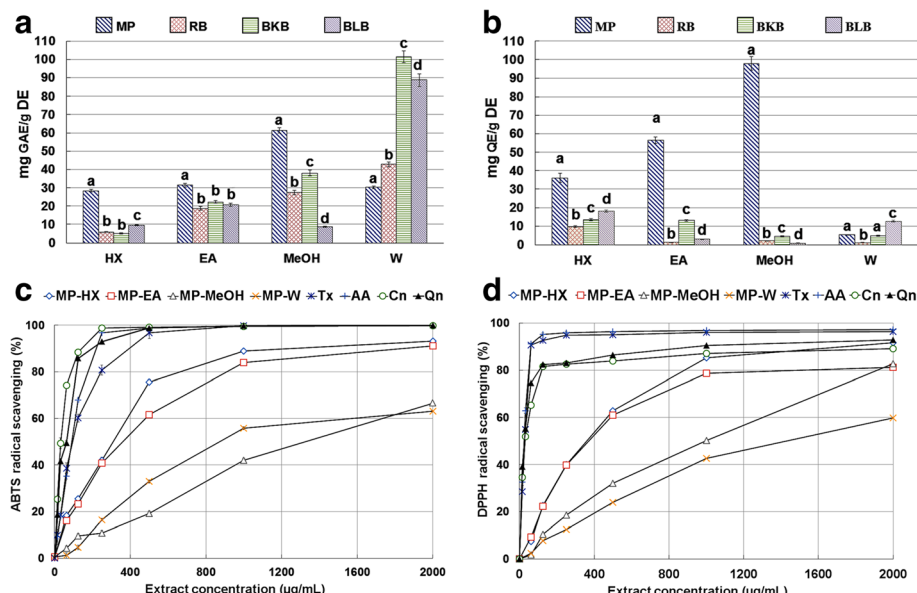 a
MP RB BKB BLB
mg GAE/g DE
110
100
90
80
70
60
50
40
30
20
10
0
a b b c
a b b b
a b c d
a b c d
HX EA MeOH W
b
MP RB BKB BLB
mg QE/g DE
110
100
90
80
70
60
50
40
30
20
10
0
a b c d
a b c d
a b c d
a b a c
HX EA MeOH W
c
MP-HX MP-EA MP-MeOH MP-W Tx AA Cn Qn
ABTS radical scavenging (%)
100
80
60
40
20
0
0 400 800 1200 1600 2000
Extract concentration (µg/mL)
d
MP-HX MP-EA MP-MeOH MP-W Tx AA Cn Qn
DPPH radical scavenging (%)
100
80
60
40
20
0
0 400 800 1200 1600 2000
Extract concentration (µg/mL)